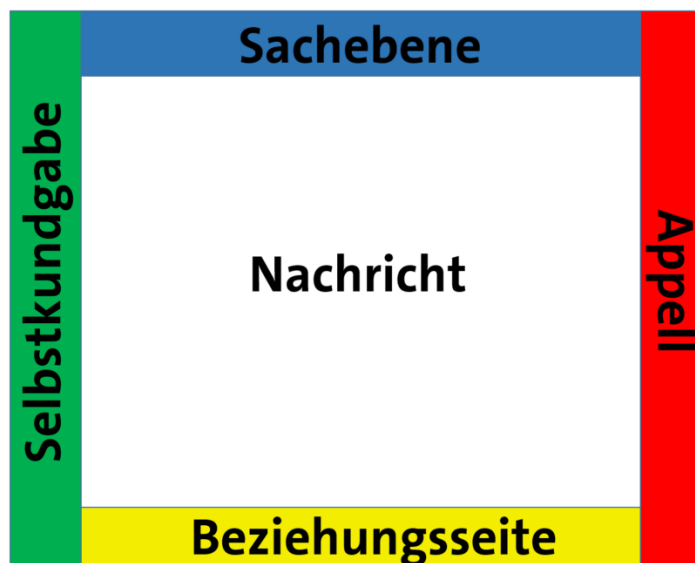 Sachebene
Selbstkundgabe
Nachricht
Appell
Beziehungsseite